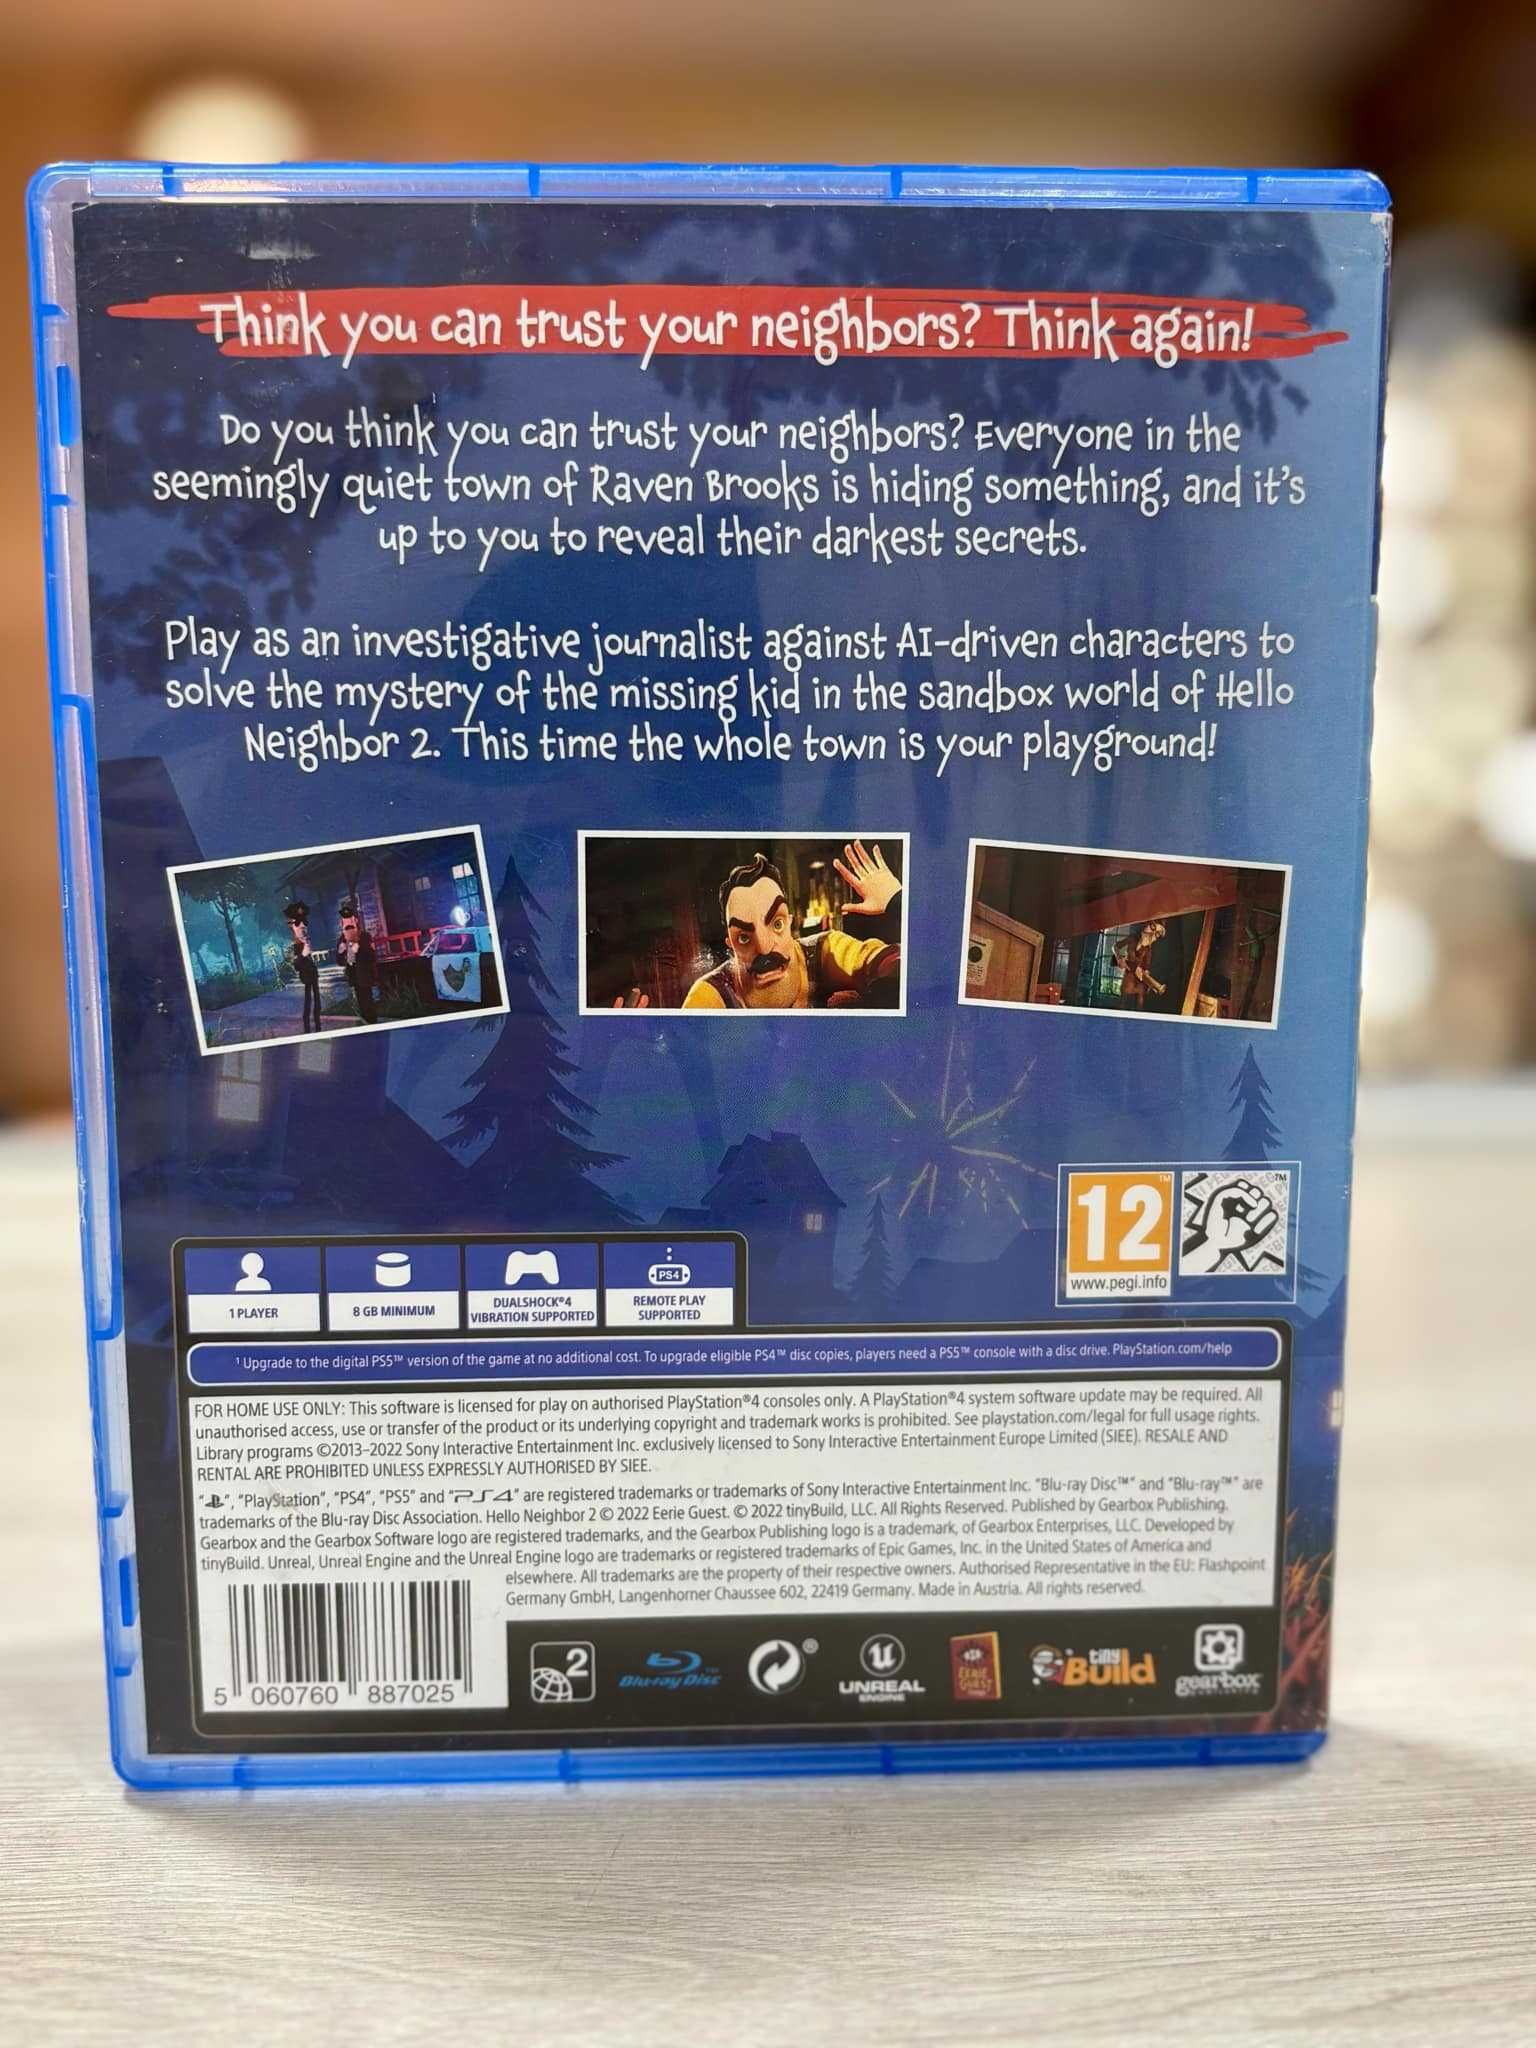 Think you can trust your neighbors? Think again!
Do you think you can trust your neighbors? Everyone in the
seemingly quiet town of Raven Brooks is hiding something, and it's
up to you to reveal their darkest secrets.
Play as an investigative journalist against AI-driven characters to
solve the mystery of the missing kid in the sandbox world of Hello
Neighbor 2. This time the whole town is your playground!
12™
™
www.pegi.info
PS4
1 PLAYER
8 GB MINIMUM
DUALSHOCK®4
VIBRATION SUPPORTED
REMOTE PLAY
SUPPORTED
¹ Upgrade to the digital PS5™ version of the game at no additional cost. To upgrade eligible PS4™ disc copies, players need a PS5™ console with a disc drive. PlayStation.com/help
FOR HOME USE ONLY: This software is licensed for play on authorised PlayStation®4 consoles only. A PlayStation®4 system software update may be required. All
unauthorised access, use or transfer of the product or its underlying copyright and trademark works is prohibited. See playstation.com/legal for full usage rights.
Library programs ©2013-2022 Sony Interactive Entertainment Inc. exclusively licensed to Sony Interactive Entertainment Europe Limited (SIEE). RESALE AND
RENTAL ARE PROHIBITED UNLESS EXPRESSLY AUTHORISED BY SIEE.
"", "PlayStation", "PS4", "PS5" and "PS4" are registered trademarks or trademarks of Sony Interactive Entertainment Inc. "Blu-ray Disc™" and "Blu-ray™" are
trademarks of the Blu-ray Disc Association. Hello Neighbor 2 © 2022 Eerie Guest. © 2022 tinyBuild, LLC. All Rights Reserved. Published by Gearbox Publishing.
Gearbox and the Gearbox Software logo are registered trademarks, and the Gearbox Publishing logo is a trademark, of Gearbox Enterprises, LLC. Developed by
tinyBuild. Unreal, Unreal Engine and the Unreal Engine logo are trademarks or registered trademarks of Epic Games, Inc. in the United States of America and
elsewhere. All trademarks are the property of their respective owners. Authorised Representative in the EU: Flashpoint
Germany GmbH, Langenhorner Chaussee 602, 22419 Germany. Made in Austria. All rights reserved.
5 060760 887025
2
Blu-ray Disc™
®
UNREAL
ENGINE
EERIE
GUEST
tiny
Build
gearbox